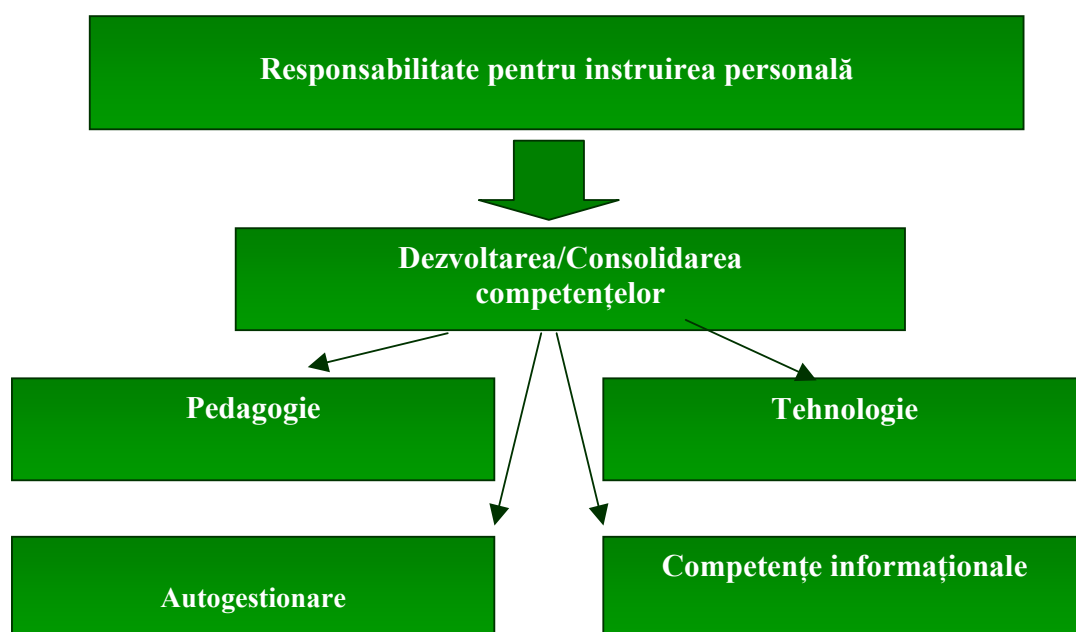 Responsabilitate pentru instruirea personală
Dezvoltarea/Consolidarea
competențelor
Pedagogie
Tehnologie
Autogestionare
Competențe informaționale